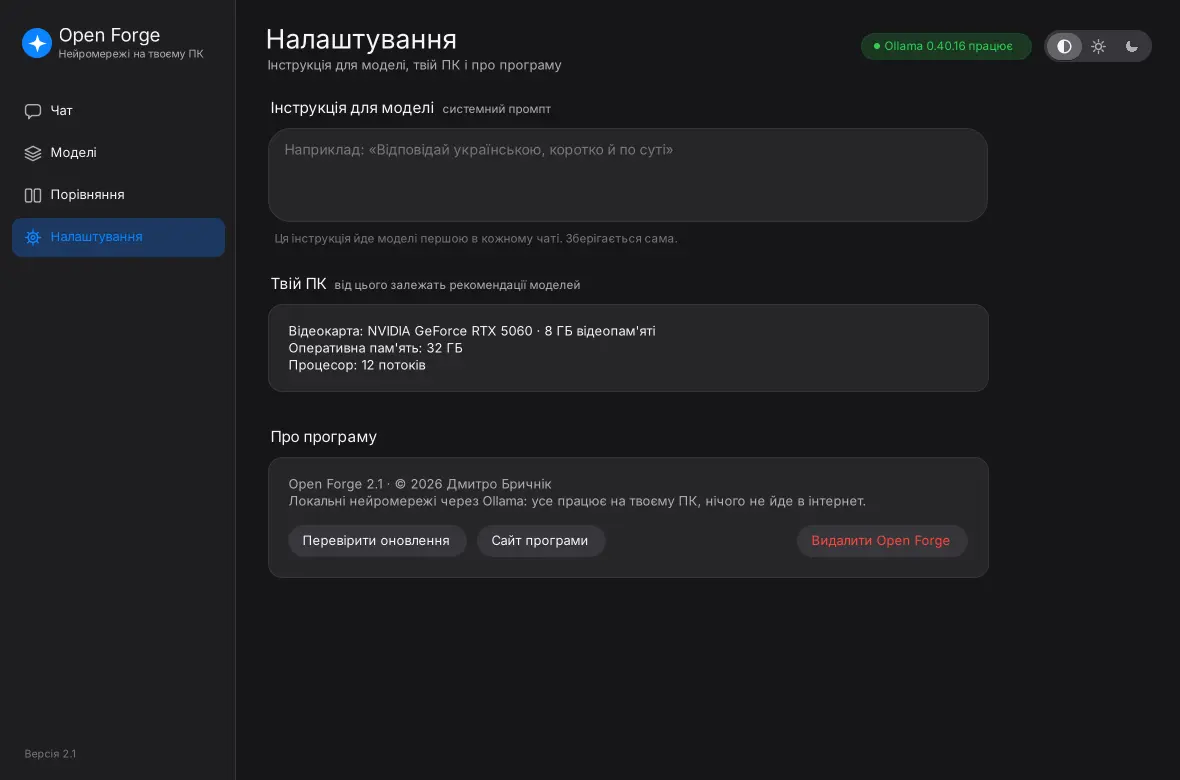 Open Forge
Нейромережі на твоєму ПК
Чат
Моделі
Порівняння
Налаштування
Версія 2.1
Налаштування
Інструкція для моделі, твій ПК і про програму
Ollama 0.40.16 працює
Інструкція для моделі системний промпт
Наприклад: «Відповідай українською, коротко й по суті»
Ця інструкція йде моделі першою в кожному чаті. Зберігається сама.
Твій ПК від цього залежать рекомендації моделей
Відеокарта: NVIDIA GeForce RTX 5060 · 8 ГБ відеопам'яті
Оперативна пам'ять: 32 ГБ
Процесор: 12 потоків
Про програму
Open Forge 2.1 · © 2026 Дмитро Бричнік
Локальні нейромережі через Ollama: усе працює на твоєму ПК, нічого не йде в інтернет.
Перевірити оновлення Сайт програми Видалити Open Forge